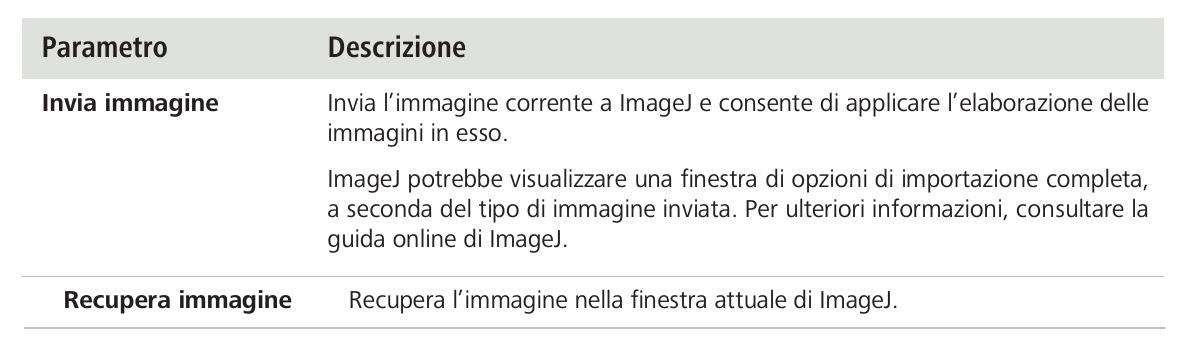 Parametro Descrizione
Invia immagine Invia l’immagine corrente a ImageJ e consente di applicare l’elaborazione delle
immagini in esso.
ImageJ potrebbe visualizzare una finestra di opzioni di importazione completa,
a seconda del tipo di immagine inviata. Per ulteriori informazioni, consultare la
guida online di ImageJ.
Recupera immagine Recupera l’immagine nella finestra attuale di ImageJ.